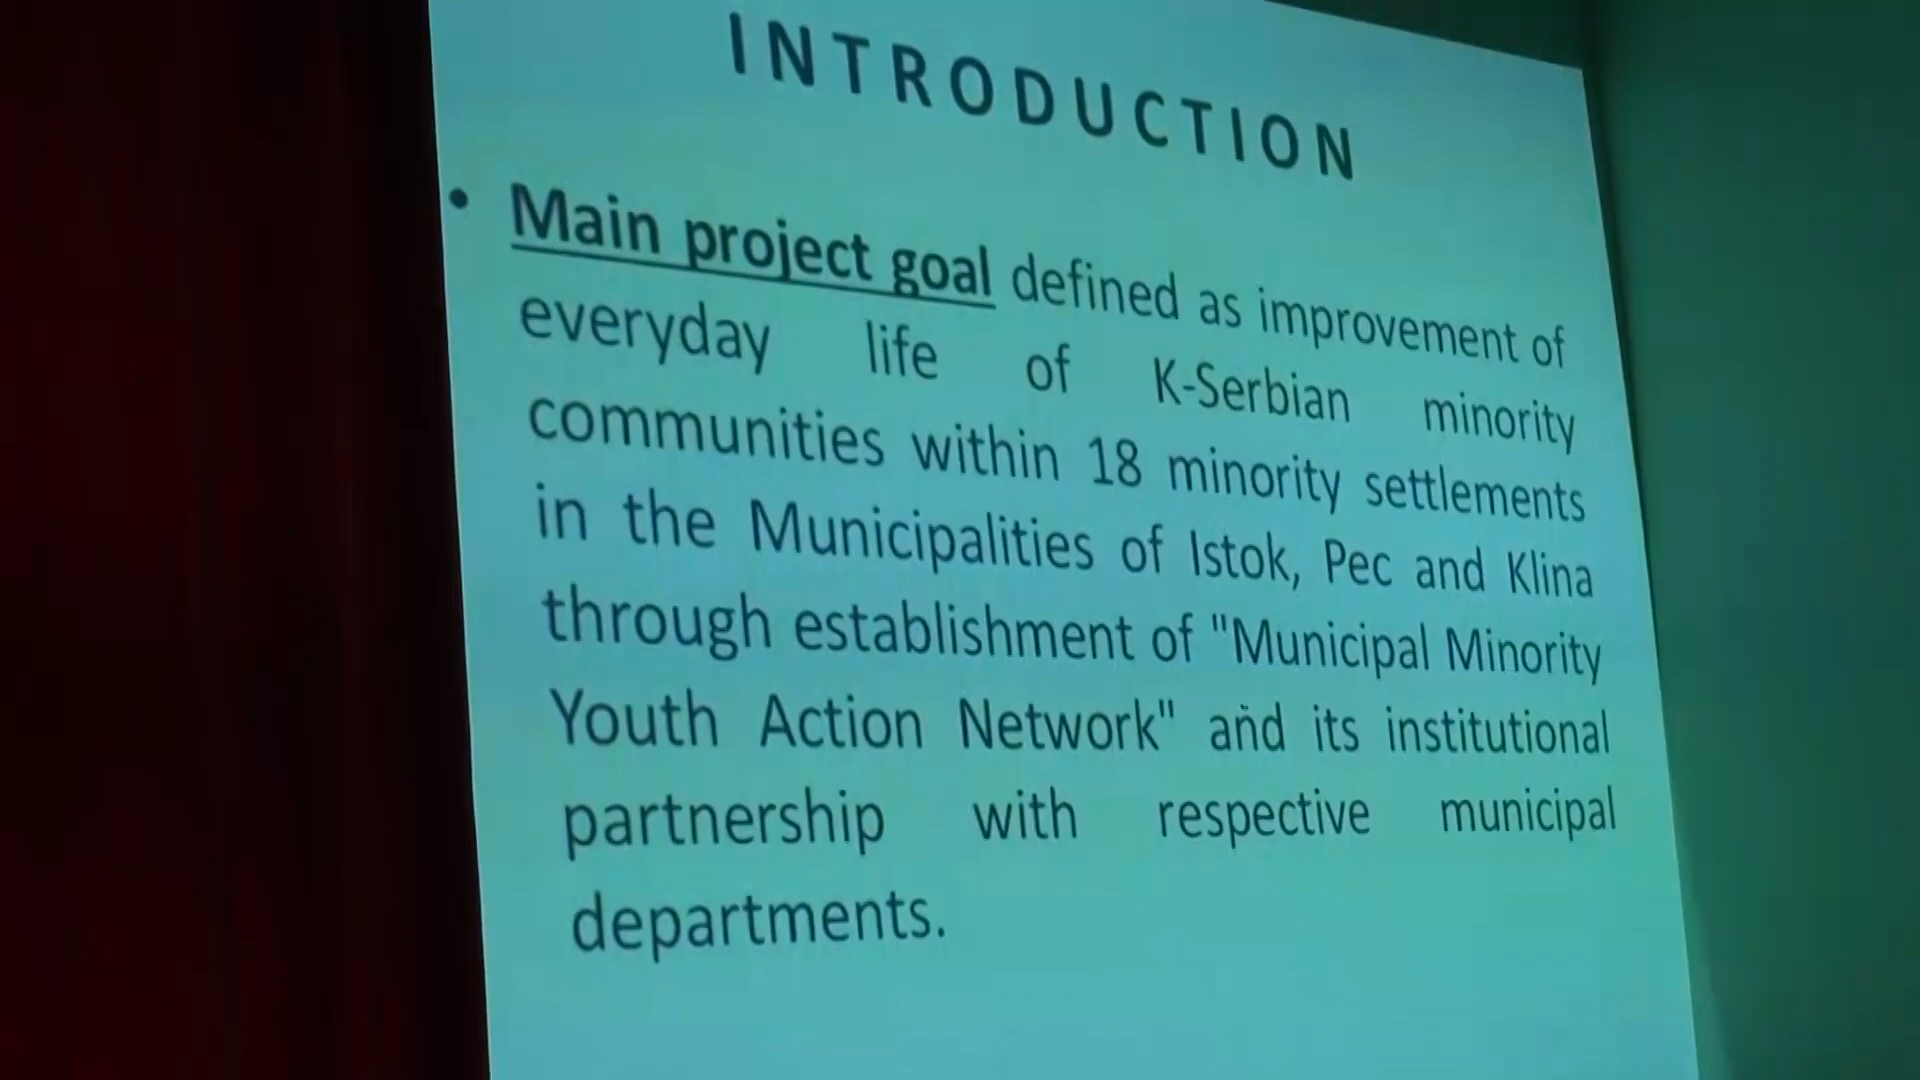 INTRODUCTION
• Main project goal defined as improvement of
everyday life of K-Serbian minority
communities within 18 minority settlements
in the Municipalities of Istok, Pec and Klina
through establishment of "Municipal Minority
Youth Action Network" and its institutional
partnership with respective municipal
departments.